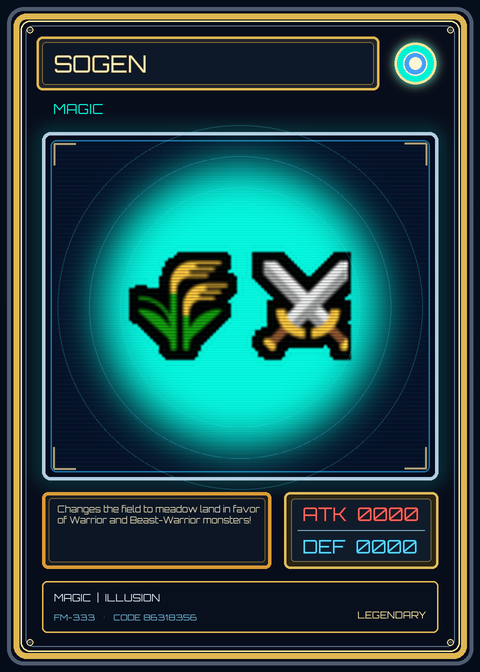 SOGEN
MAGIC
Changes the field to meadow land in favor
of Warrior and Beast-Warrior monsters!
ATK 0000
DEF 0000
MAGIC | ILLUSION
FM-333 · CODE 86318356
LEGENDARY